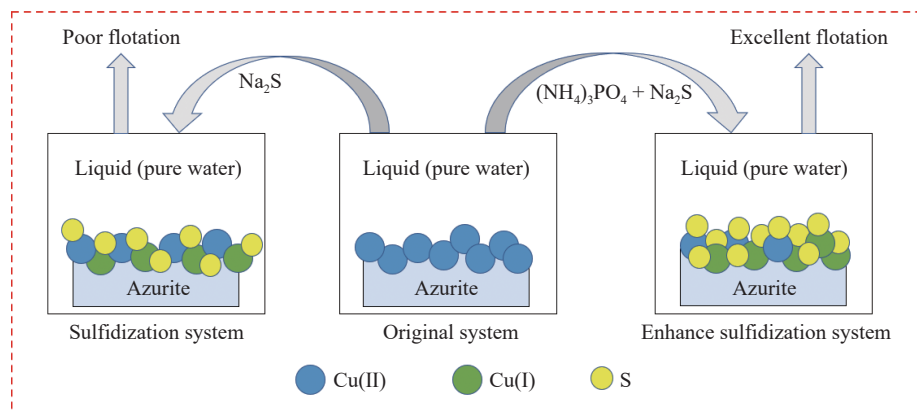 Poor flotation
Excellent flotation
Na₂S
(NH₄)₃PO₄ + Na₂S
Liquid (pure water)
Liquid (pure water)
Liquid (pure water)
Azurite
Azurite
Azurite
Sulfidization system
Original system
Enhance sulfidization system
Cu(II)
Cu(I)
S